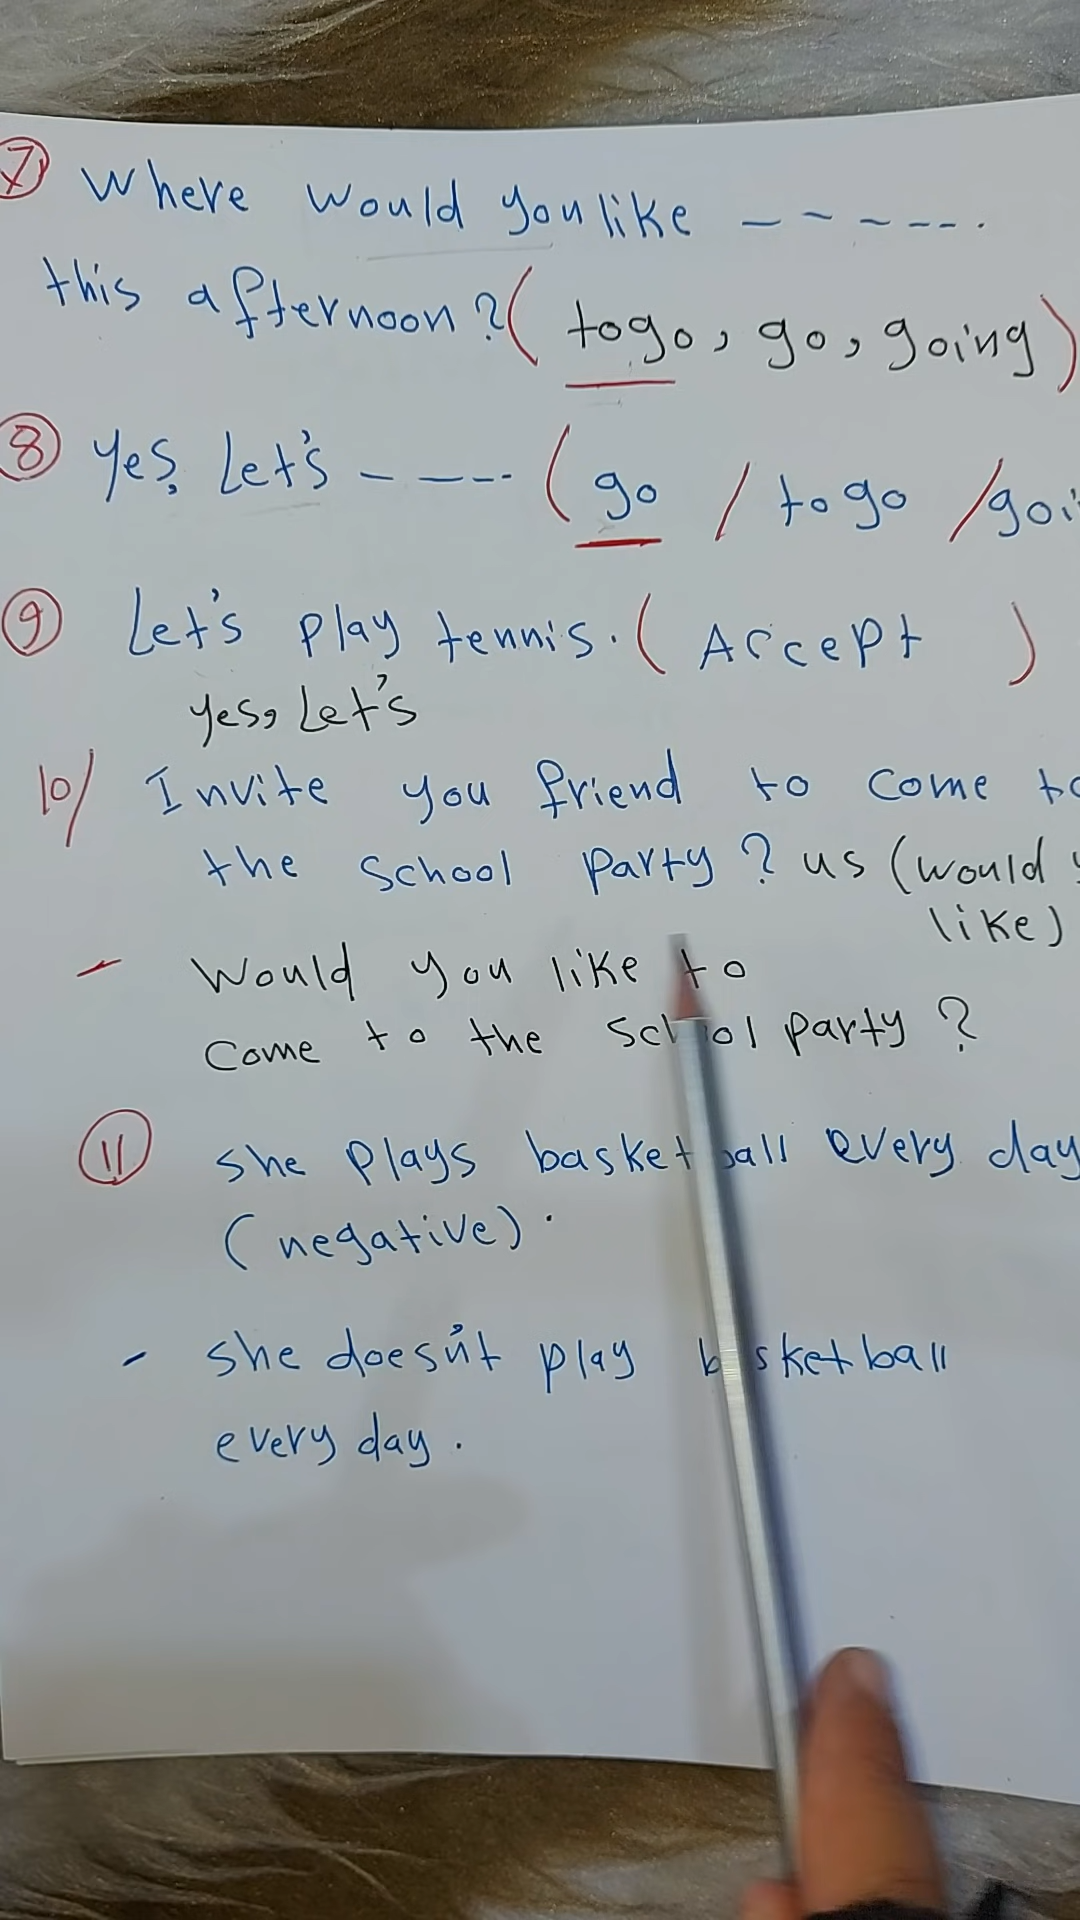 7 Where would you like ------.
this afternoon? (to go, go, going)
8 Yes, Let's ----- (go / to go /goi
9 Let's play tennis. (Accept )
yes, Let's
10/ Invite you friend to come to
the school party? us (would y
like)
- Would you like to
come to the school party?
11 she plays basketball every day
(negative).
- she doesn't play basketball
every day.